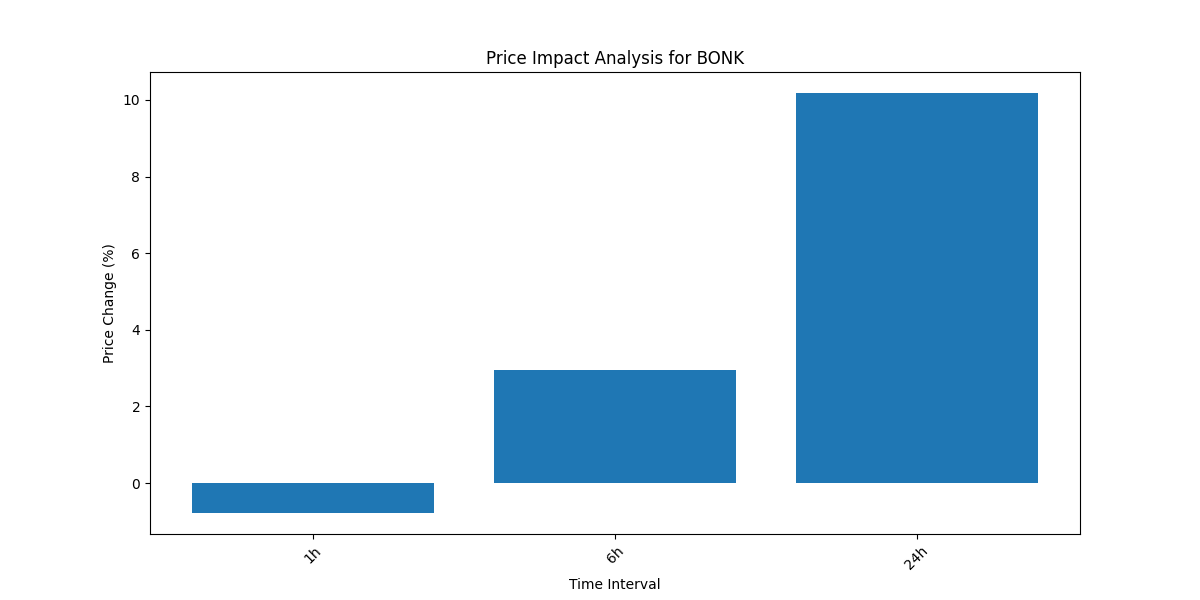 Price Impact Analysis for BONK
Price Change (%)
10
8
6
4
2
0
1h
6h
24h
Time Interval